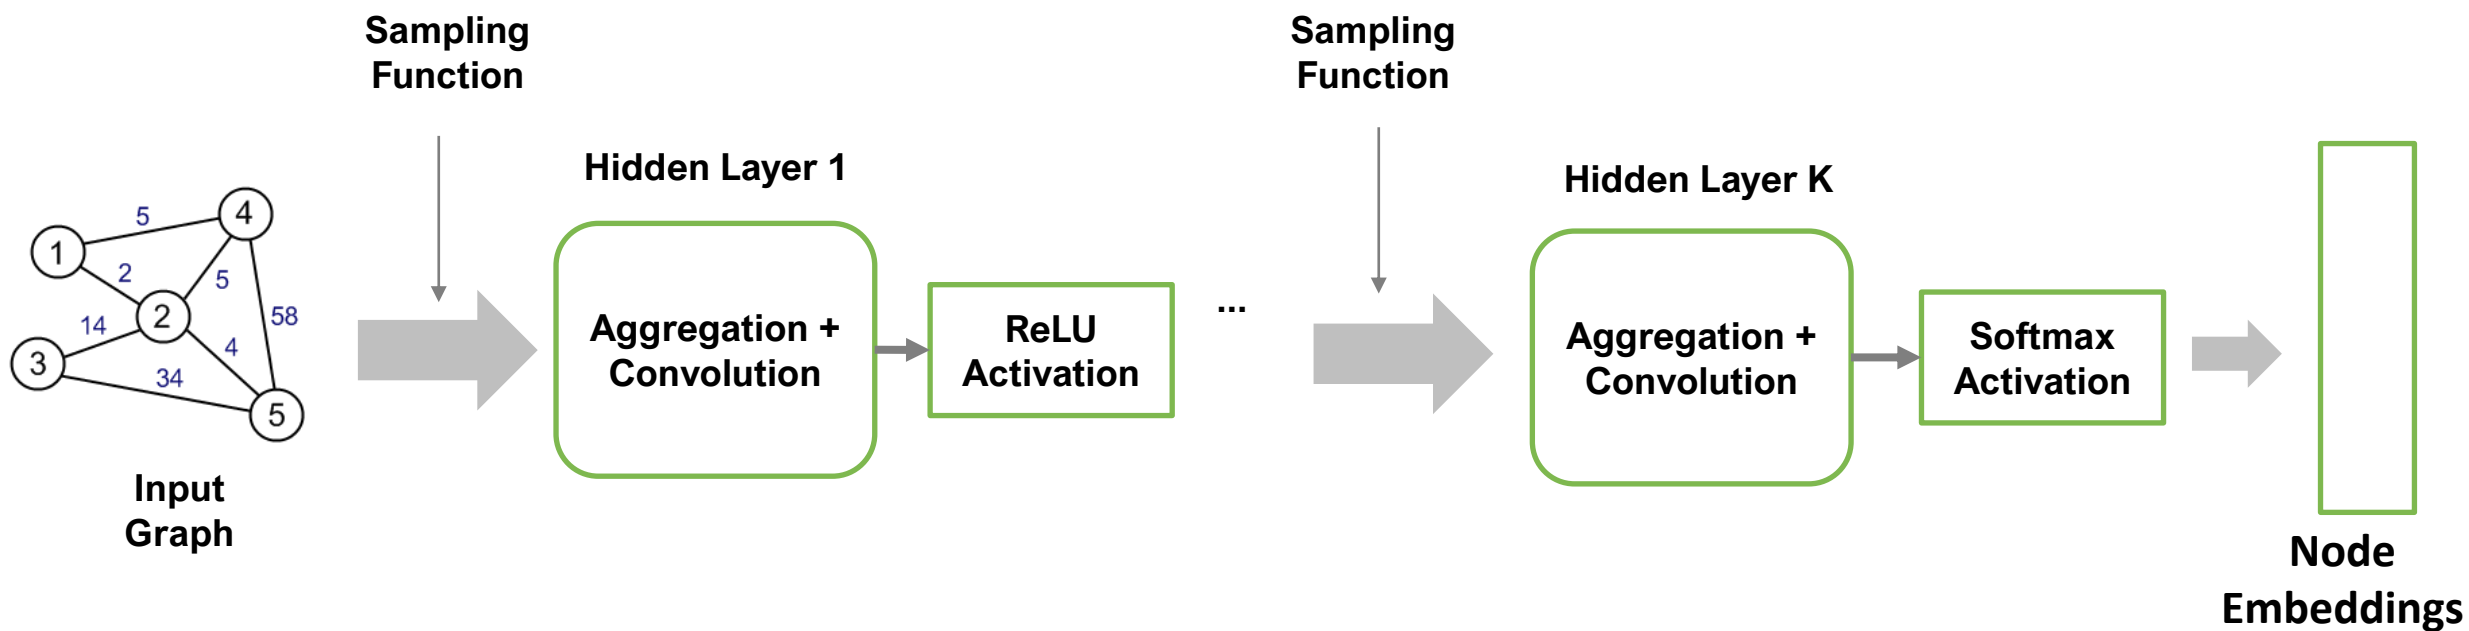 Sampling
Function
Sampling
Function
Hidden Layer 1
Hidden Layer K
5
4
1
2
5
2
58
14
4
3
34
5
Input
Graph
Aggregation +
Convolution
ReLU
Activation
...
Aggregation +
Convolution
Softmax
Activation
Node
Embeddings